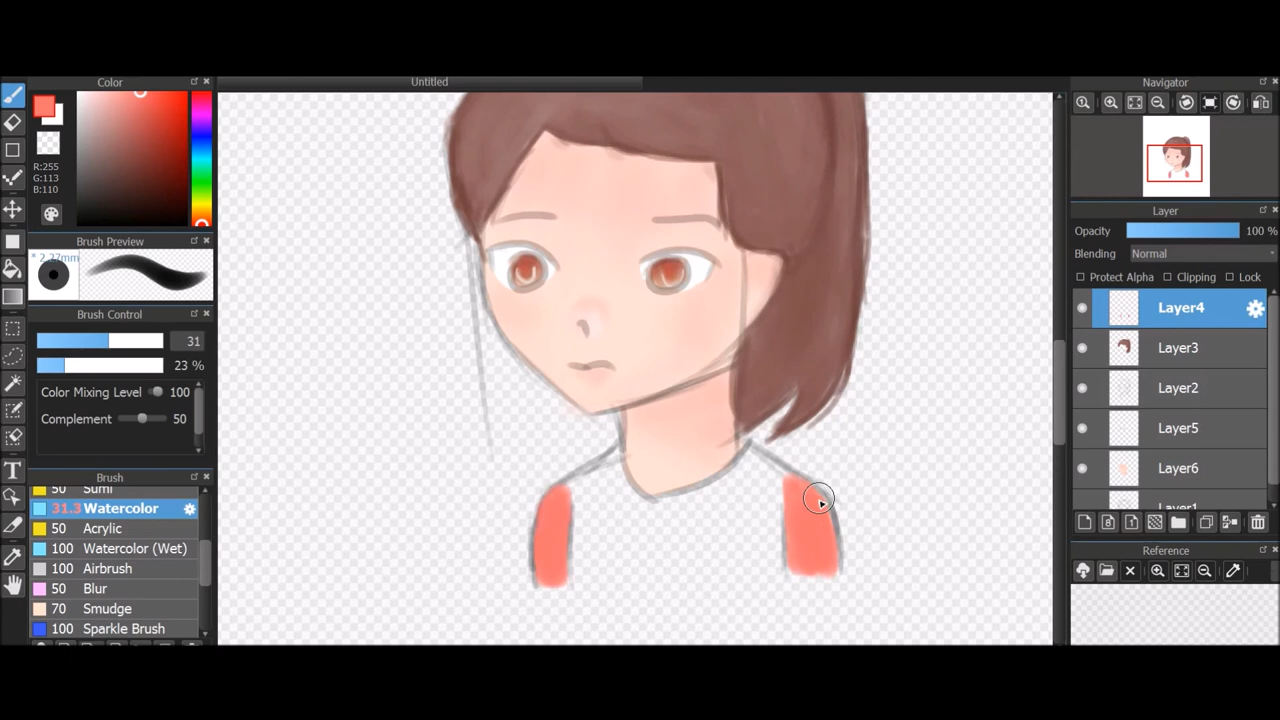 Color
Untitled
Navigator
R:255
G:113
B:110
Layer
Opacity 100 %
Brush Preview
Blending Normal
* 2.27mm
Protect Alpha Clipping Lock
Brush Control
Layer4
31
Layer3
23 %
Color Mixing Level 100
Layer2
Complement 50
Layer5
Brush
Layer6
50 Sumi
31.3 Watercolor
Layer1
50 Acrylic
100 Watercolor (Wet)
Reference
100 Airbrush
50 Blur
70 Smudge
100 Sparkle Brush